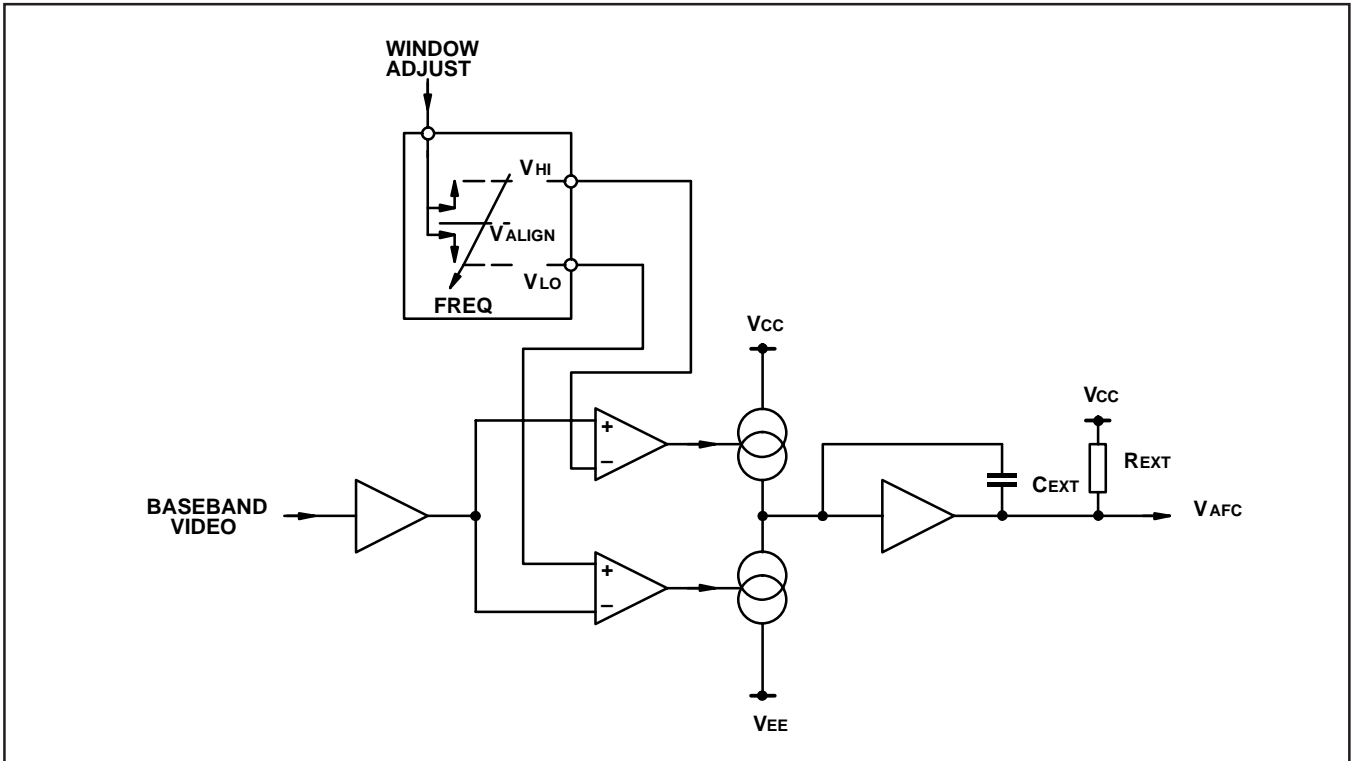 WINDOW
ADJUST
VHI
VALIGN
VLO
FREQ
VCC
+
−
VCC
REXT
CEXT
BASEBAND
VIDEO
VAFC
+
−
VEE